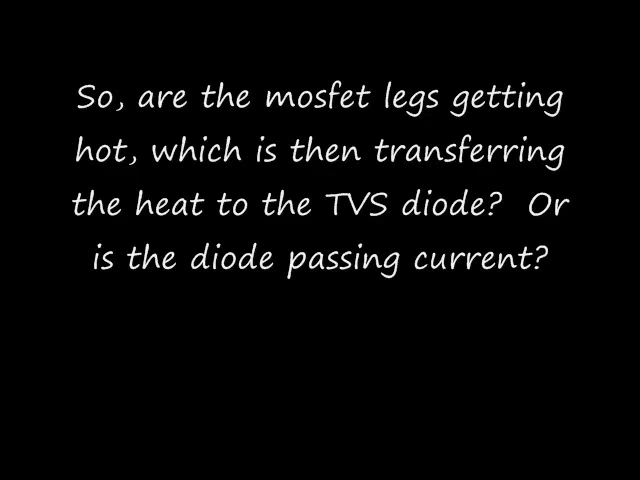 So, are the mosfet legs getting
hot, which is then transferring
the heat to the TVS diode?  Or
is the diode passing current?